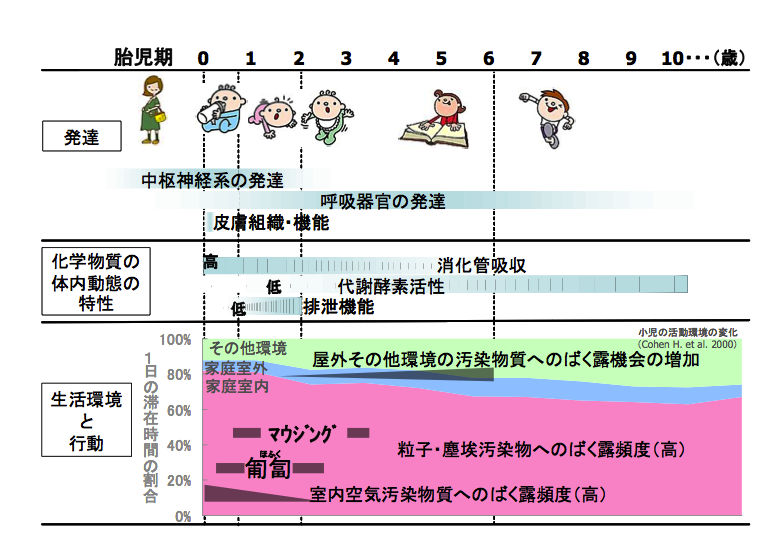 胎児期 0 1 2 3 4 5 6 7 8 9 10・・・(歳)
発達
中枢神経系の発達
呼吸器官の発達
皮膚組織・機能
化学物質の
体内動態の
特性
高
消化管吸収
低
代謝酵素活性
低
排泄機能
小児の活動環境の変化
(Cohen H. et al. 2000)
生活環境
と
行動
1日の滞在時間の割合
100%
80%
60%
40%
20%
0%
その他環境
家庭室外
家庭室内
屋外その他環境の汚染物質へのばく露機会の増加
マウジング
粒子・塵埃汚染物へのばく露頻度(高)
ほふく
匍匐
室内空気汚染物質へのばく露頻度(高)